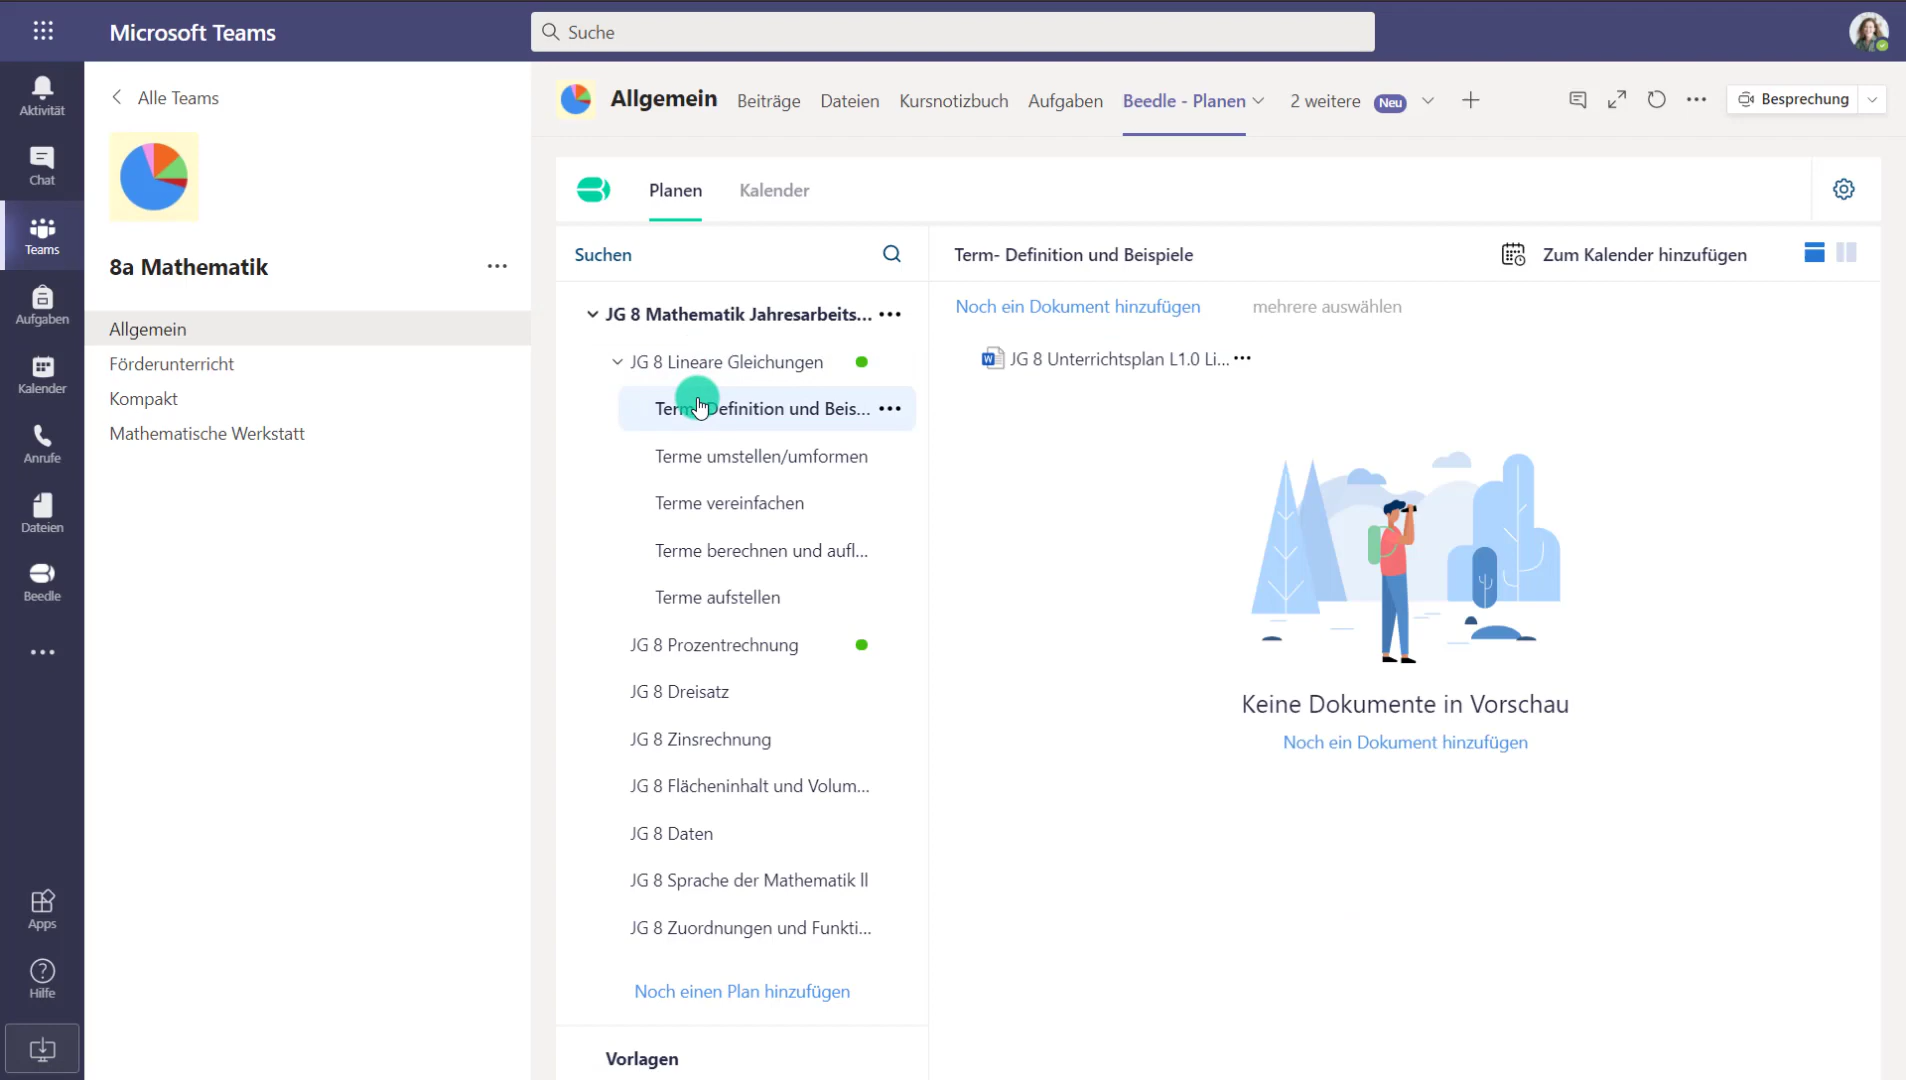 Microsoft Teams
Suche
Aktivität
Chat
Teams
Aufgaben
Kalender
Anrufe
Dateien
Beedle
Apps
Hilfe
Alle Teams
8a Mathematik
Allgemein
Förderunterricht
Kompakt
Mathematische Werkstatt
Allgemein Beiträge Dateien Kursnotizbuch Aufgaben Beedle - Planen 2 weitere Neu Besprechung
Planen Kalender
Suchen
JG 8 Mathematik Jahresarbeits...
JG 8 Lineare Gleichungen
Term- Definition und Beis...
Terme umstellen/umformen
Terme vereinfachen
Terme berechnen und aufl...
Terme aufstellen
JG 8 Prozentrechnung
JG 8 Dreisatz
JG 8 Zinsrechnung
JG 8 Flächeninhalt und Volum...
JG 8 Daten
JG 8 Sprache der Mathematik ll
JG 8 Zuordnungen und Funkti...
Noch einen Plan hinzufügen
Vorlagen
Term- Definition und Beispiele
Zum Kalender hinzufügen
Noch ein Dokument hinzufügen mehrere auswählen
JG 8 Unterrichtsplan L1.0 Li...
Keine Dokumente in Vorschau
Noch ein Dokument hinzufügen